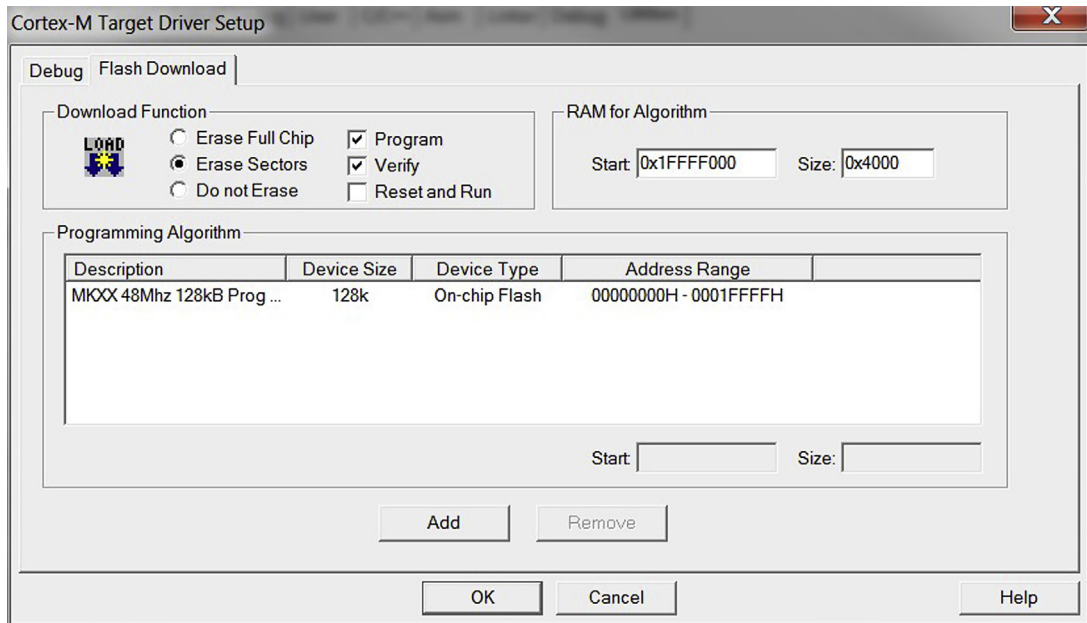 Cortex-M Target Driver Setup
X
Debug Flash Download
Download Function
LOAD
Erase Full Chip
Erase Sectors
Do not Erase
Program
Verify
Reset and Run
RAM for Algorithm
Start: 0x1FFFF000 Size: 0x4000
Programming Algorithm
Description Device Size Device Type Address Range
MKXX 48Mhz 128kB Prog ... 128k On-chip Flash 00000000H - 0001FFFFH
Start: Size:
Add Remove
OK Cancel Help